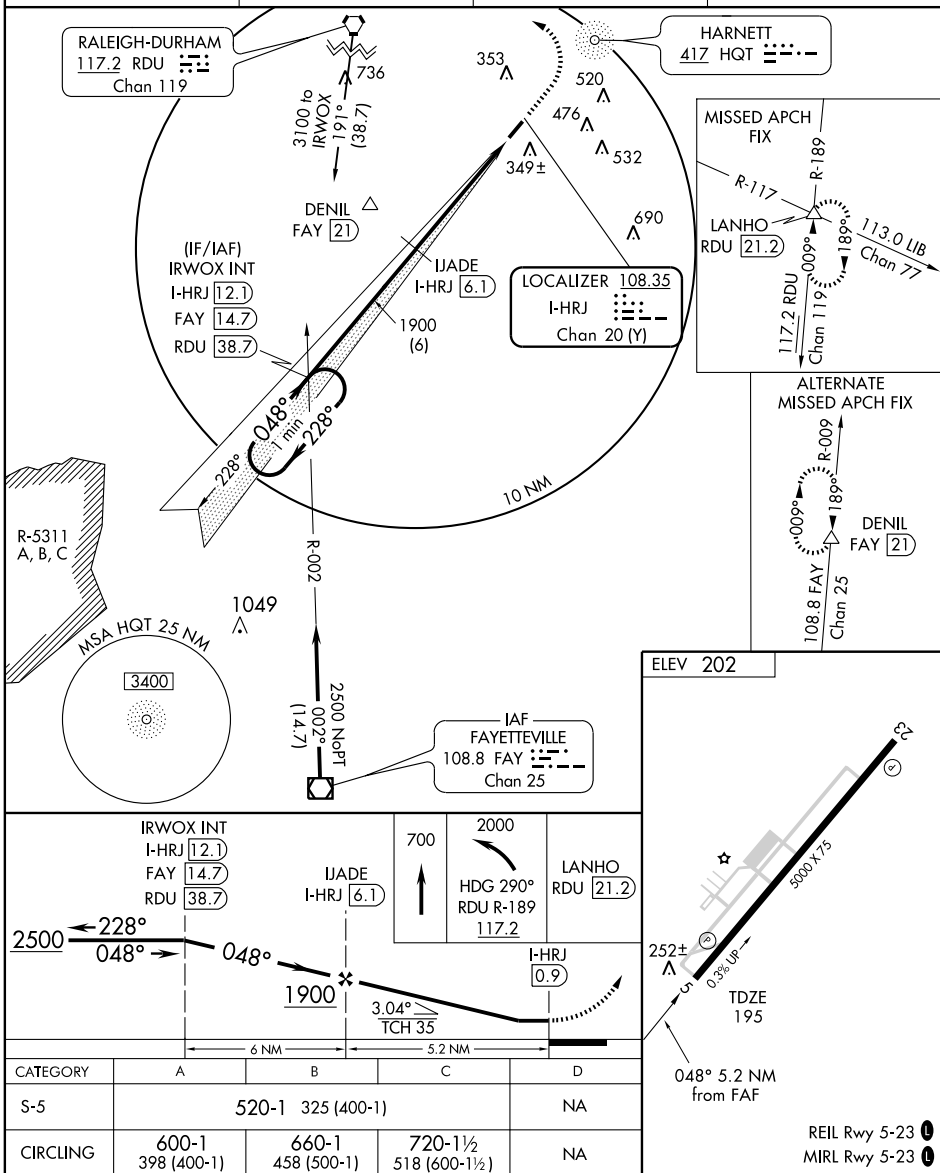 RALEIGH-DURHAM
117.2 RDU
Chan 119
736
3100 to
IRWOX
191°
(38.7)
353
HARNETT
417 HQT
520
476
532
349±
690
DENIL
FAY 21
(IF/IAF)
IRWOX INT
I-HRJ 12.1
FAY 14.7
RDU 38.7
IJADE
I-HRJ 6.1
1900
(6)
LOCALIZER 108.35
I-HRJ
Chan 20 (Y)
048°
1 min
228°
228°
10 NM
R-002
R-5311
A, B, C
1049
MSA HQT 25 NM
3400
2500 NoPT
002°
(14.7)
IAF
FAYETTEVILLE
108.8 FAY
Chan 25
MISSED APCH
FIX
R-189
R-117
LANHO
RDU 21.2
009°
189°
113.0 LIB
Chan 77
117.2 RDU
Chan 119
ALTERNATE
MISSED APCH FIX
R-009
009°
189°
DENIL
FAY 21
108.8 FAY
Chan 25
ELEV 202
23
5000 X 75
252±
P
P
0.3% UP
5
TDZE
195
048° 5.2 NM
from FAF
REIL Rwy 5-23 L
MIRL Rwy 5-23 L
IRWOX INT
I-HRJ 12.1
FAY 14.7
RDU 38.7
IJADE
I-HRJ 6.1
700
2000
HDG 290°
RDU R-189
117.2
LANHO
RDU 21.2
2500
228°
048°
048°
1900
3.04°
TCH 35
I-HRJ
0.9
6 NM
5.2 NM
CATEGORY A B C D
S-5 520-1 325 (400-1) NA
CIRCLING 600-1 398 (400-1) 660-1 458 (500-1) 720-1½ 518 (600-1½) NA